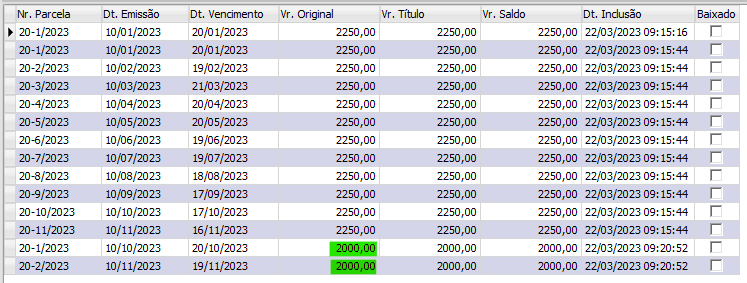 Nr. Parcela Dt. Emissão Dt. Vencimento Vr. Original Vr. Título Vr. Saldo Dt. Inclusão Baixado
20-1/2023 10/01/2023 20/01/2023 2250,00 2250,00 2250,00 22/03/2023 09:15:16
20-1/2023 10/01/2023 20/01/2023 2250,00 2250,00 2250,00 22/03/2023 09:15:44
20-2/2023 10/02/2023 19/02/2023 2250,00 2250,00 2250,00 22/03/2023 09:15:44
20-3/2023 10/03/2023 21/03/2023 2250,00 2250,00 2250,00 22/03/2023 09:15:44
20-4/2023 10/04/2023 20/04/2023 2250,00 2250,00 2250,00 22/03/2023 09:15:44
20-5/2023 10/05/2023 20/05/2023 2250,00 2250,00 2250,00 22/03/2023 09:15:44
20-6/2023 10/06/2023 19/06/2023 2250,00 2250,00 2250,00 22/03/2023 09:15:44
20-7/2023 10/07/2023 19/07/2023 2250,00 2250,00 2250,00 22/03/2023 09:15:44
20-8/2023 10/08/2023 18/08/2023 2250,00 2250,00 2250,00 22/03/2023 09:15:44
20-9/2023 10/09/2023 17/09/2023 2250,00 2250,00 2250,00 22/03/2023 09:15:44
20-10/2023 10/10/2023 17/10/2023 2250,00 2250,00 2250,00 22/03/2023 09:15:44
20-11/2023 10/11/2023 16/11/2023 2250,00 2250,00 2250,00 22/03/2023 09:15:44
20-1/2023 10/10/2023 20/10/2023 2000,00 2000,00 2000,00 22/03/2023 09:20:52
20-2/2023 10/11/2023 19/11/2023 2000,00 2000,00 2000,00 22/03/2023 09:20:52